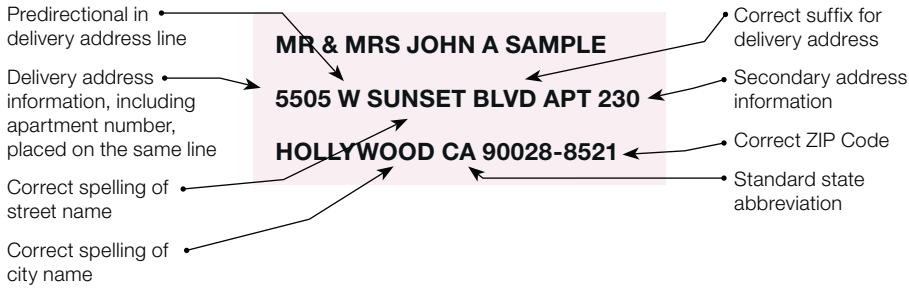 Predirectional in
delivery address line
Delivery address
information, including
apartment number,
placed on the same line
Correct spelling of
street name
Correct spelling of
city name
MR & MRS JOHN A SAMPLE
5505 W SUNSET BLVD APT 230
HOLLYWOOD CA 90028-8521
Correct suffix for
delivery address
Secondary address
information
Correct ZIP Code
Standard state
abbreviation